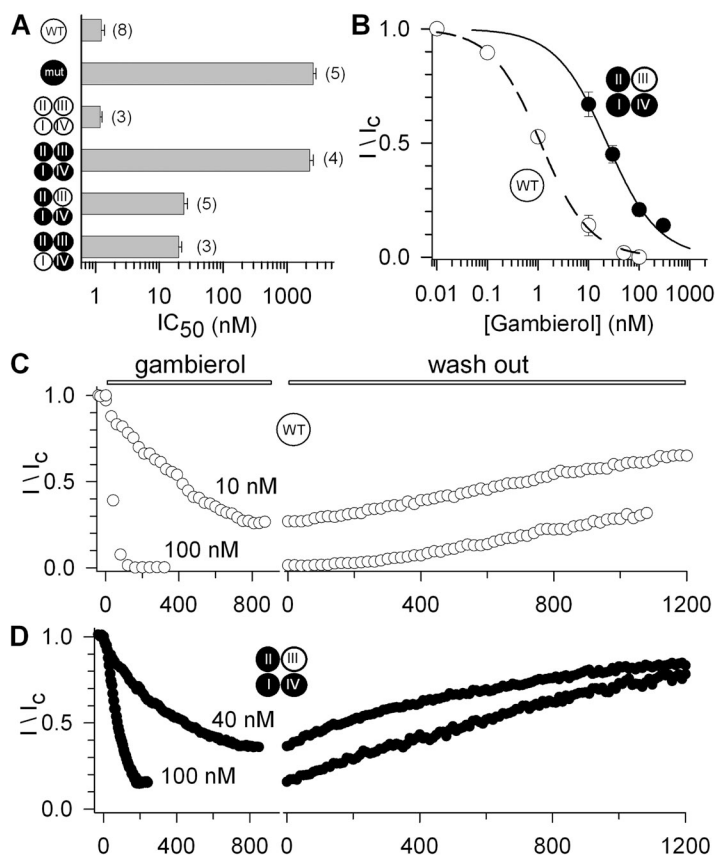 A
WT
(8)
mut
(5)
II III
I IV
(3)
II III
I IV
(4)
II III
I IV
(5)
II III
I IV
(3)
1 10 100 1000
IC50 (nM)
B
1.0
0.5
0.0
I \ Ic
II III
I IV
WT
0.01 0.1 1 10 100 1000
[Gambierol] (nM)
C
gambierol wash out
1.0
0.5
0.0
I \ Ic
WT
10 nM
100 nM
0 400 800 0 400 800 1200
D
1.0
0.5
0.0
I \ Ic
II III
I IV
40 nM
100 nM
0 400 800 0 400 800 1200